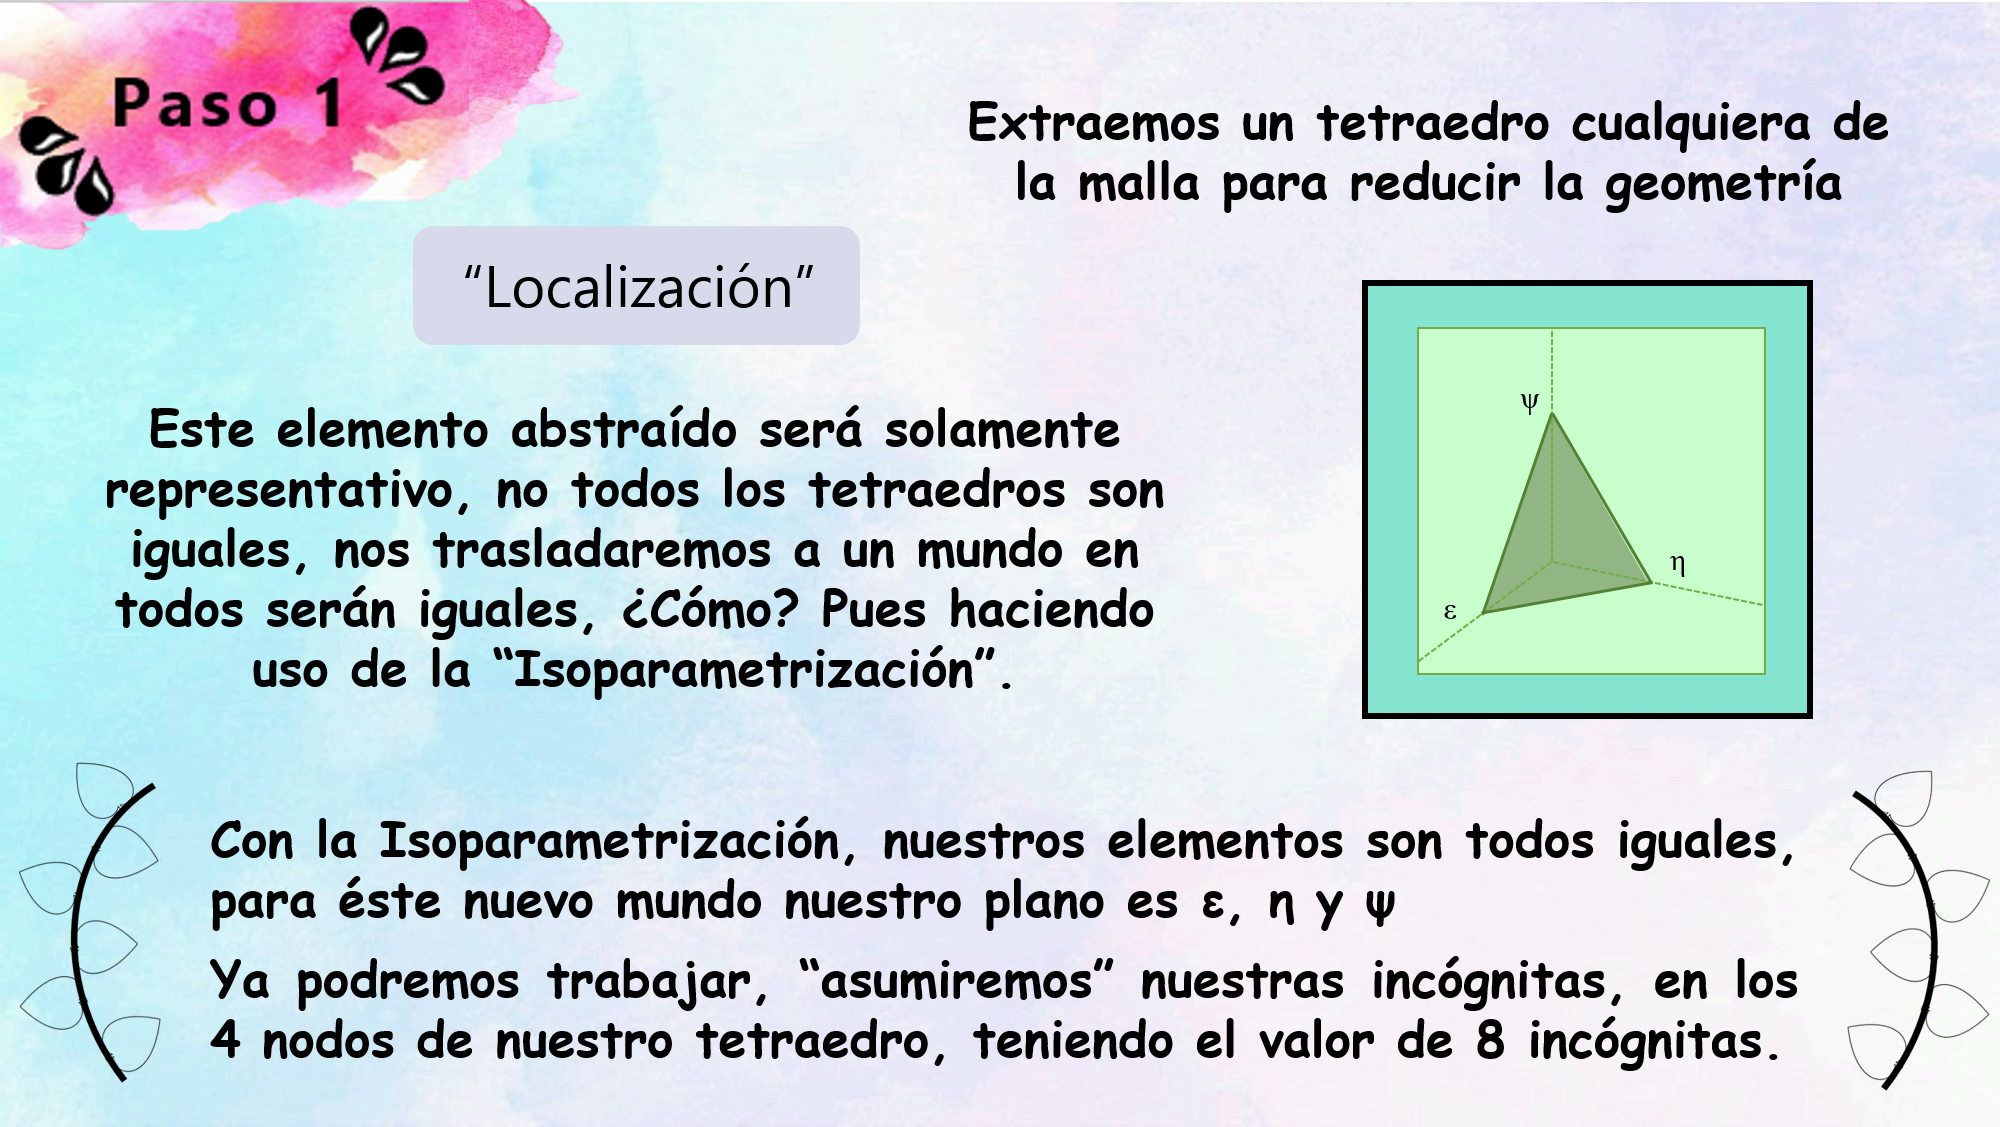 Paso 1
Extraemos un tetraedro cualquiera de
la malla para reducir la geometría
“Localización”
Este elemento abstraído será solamente
representativo, no todos los tetraedros son
iguales, nos trasladaremos a un mundo en
todos serán iguales, ¿Cómo? Pues haciendo
uso de la “Isoparametrización”.
ψ
η
ε
Con la Isoparametrización, nuestros elementos son todos iguales,
para éste nuevo mundo nuestro plano es ε, η y ψ
Ya podremos trabajar, “asumiremos” nuestras incógnitas, en los
4 nodos de nuestro tetraedro, teniendo el valor de 8 incógnitas.